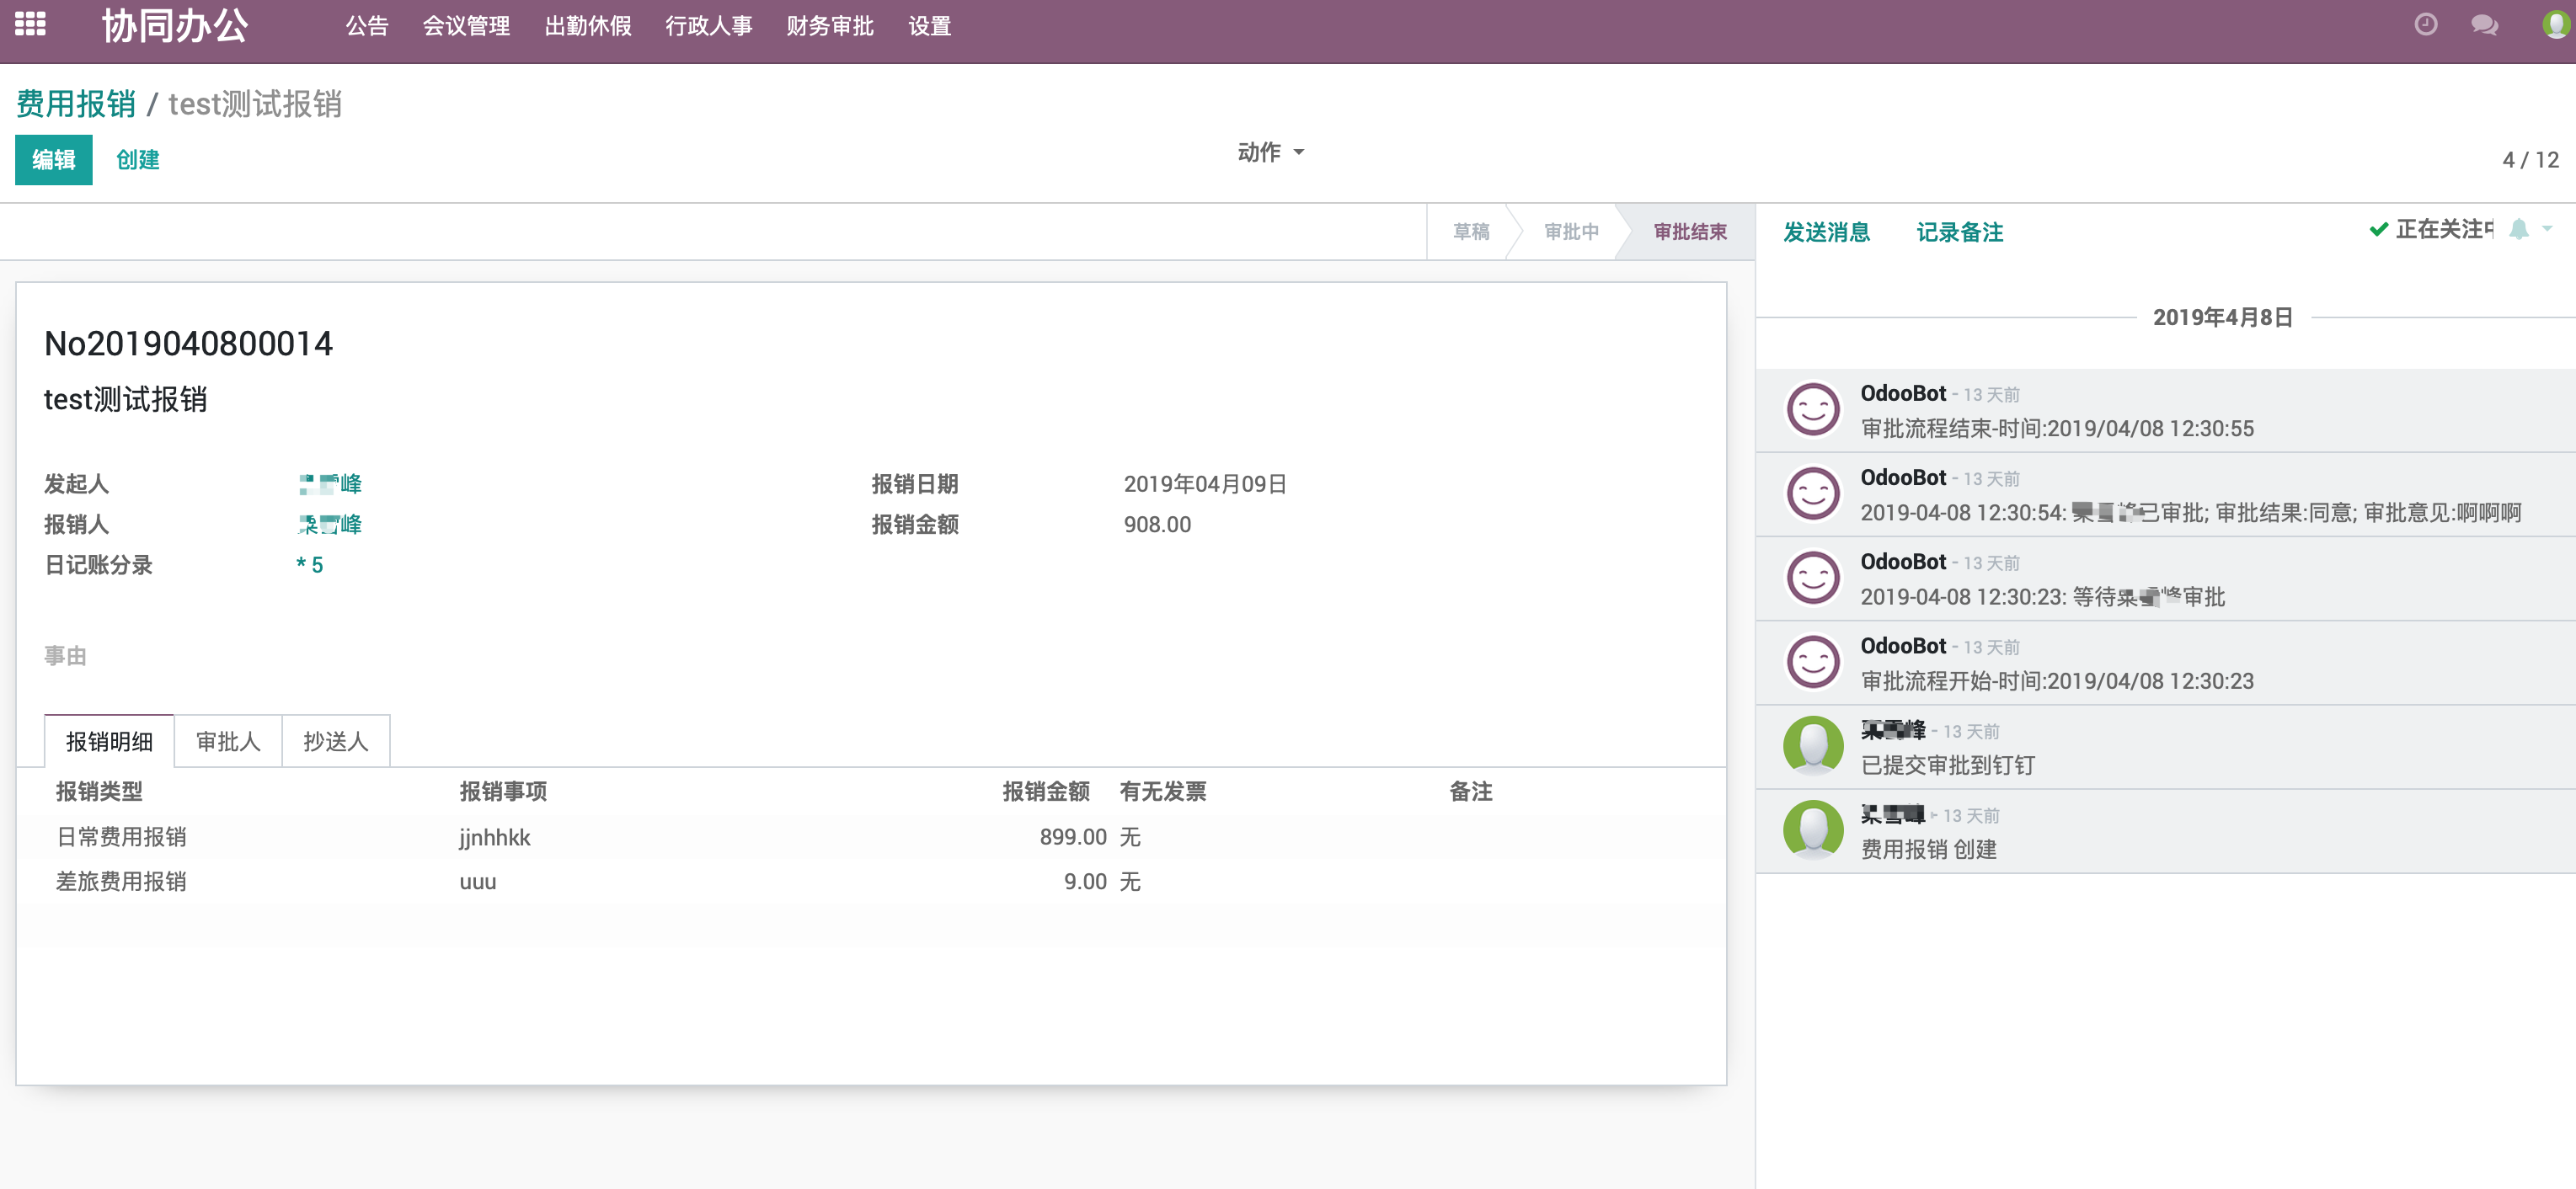 协同办公 公告 会议管理 出勤休假 行政人事 财务审批 设置
费用报销 / test测试报销
编辑 创建 动作 4 / 12
草稿 审批中 审批结束
No2019040800014
test测试报销
发起人 峰 报销日期 2019年04月09日
报销人 峰 报销金额 908.00
日记账分录 * 5
事由
报销明细 审批人 抄送人
报销类型 报销事项 报销金额 有无发票 备注
日常费用报销 jjnhhkk 899.00 无
差旅费用报销 uuu 9.00 无
发送消息 记录备注 正在关注中
2019年4月8日
OdooBot - 13 天前
审批流程结束-时间:2019/04/08 12:30:55
OdooBot - 13 天前
2019-04-08 12:30:54: 已审批; 审批结果:同意; 审批意见:啊啊啊
OdooBot - 13 天前
2019-04-08 12:30:23: 等待 审批
OdooBot - 13 天前
审批流程开始-时间:2019/04/08 12:30:23
峰 - 13 天前
已提交审批到钉钉
- 13 天前
费用报销 创建